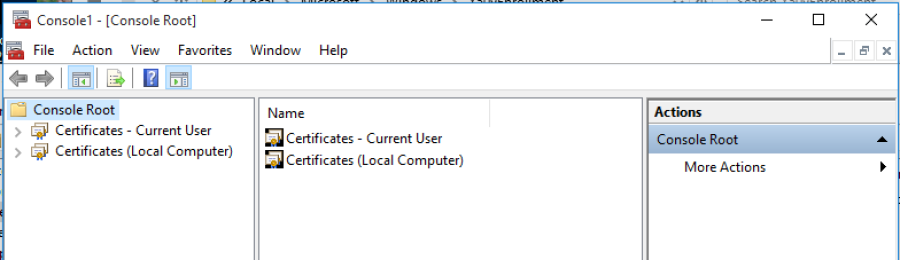 Console1 - [Console Root]
File Action View Favorites Window Help
Console Root
Certificates - Current User
Certificates (Local Computer)
Name
Certificates - Current User
Certificates (Local Computer)
Actions
Console Root
More Actions